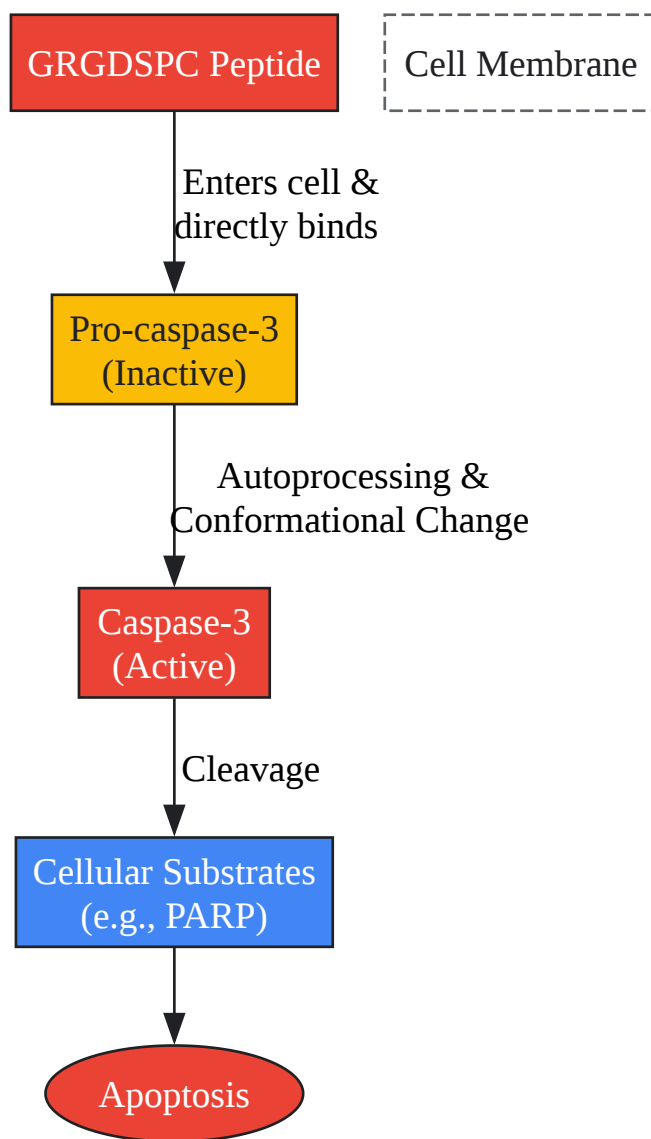 GRGDSPC Peptide
Cell Membrane
Enters cell &
directly binds
Pro-caspase-3
(Inactive)
Autoprocessing &
Conformational Change
Caspase-3
(Active)
Cleavage
Cellular Substrates
(e.g., PARP)
Apoptosis